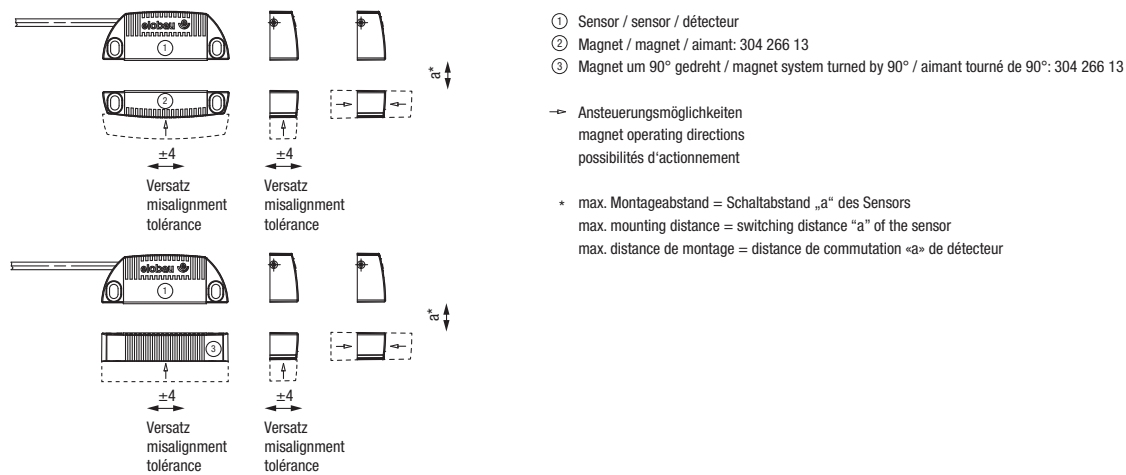 elobau
1
2
a*
±4
±4
Versatz
misalignment
tolérance
Versatz
misalignment
tolérance
elobau
1
3
a*
±4
±4
Versatz
misalignment
tolérance
Versatz
misalignment
tolérance
1 Sensor / sensor / détecteur
2 Magnet / magnet / aimant: 304 266 13
3 Magnet um 90° gedreht / magnet system turned by 90° / aimant tourné de 90°: 304 266 13
Ansteuerungsmöglichkeiten
magnet operating directions
possibilités d‘actionnement
* max. Montageabstand = Schaltabstand „a“ des Sensors
max. mounting distance = switching distance “a” of the sensor
max. distance de montage = distance de commutation «a» de détecteur